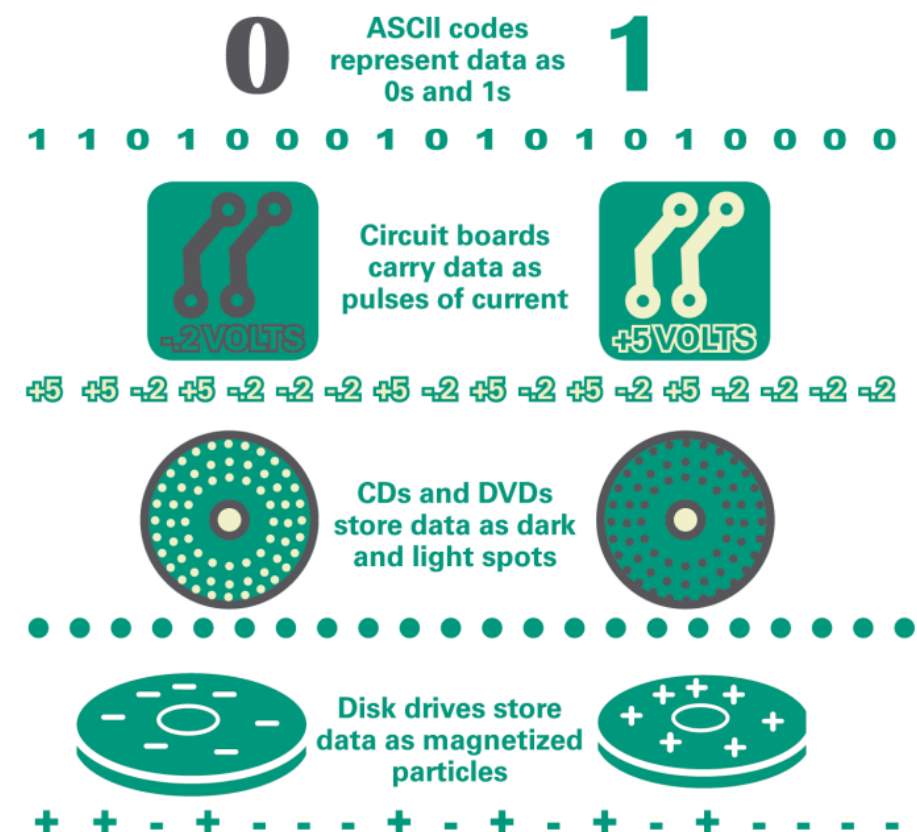 0
1
ASCII codes
represent data as
0s and 1s
1 1 0 1 0 0 0 1 0 1 0 1 0 1 0 0 0 0
Circuit boards
carry data as
pulses of current
-.2 VOLTS
+5 VOLTS
+5 +5 -.2 +5 -.2 -.2 -.2 +5 -.2 +5 -.2 +5 -.2 +5 -.2 -.2 -.2 -.2
CDs and DVDs
store data as dark
and light spots
Disk drives store
data as magnetized
particles
+ + - + - - - + - + - + - + - - - -